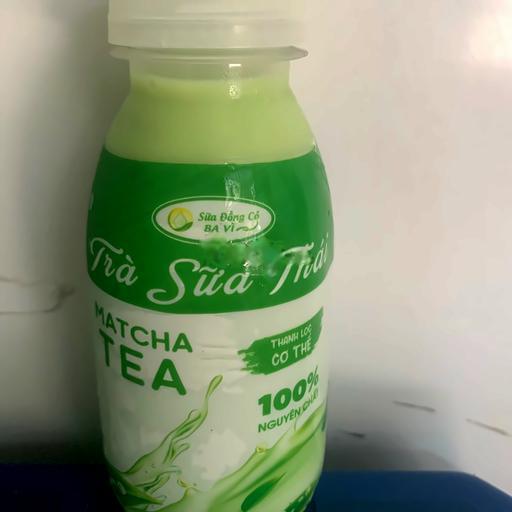 Sữa Đồng Cỏ
BA VÌ
Trà Sữa Thái
MATCHA
TEA
THANH LỌC
CƠ THỂ
100%
NGUYÊN CHẤT